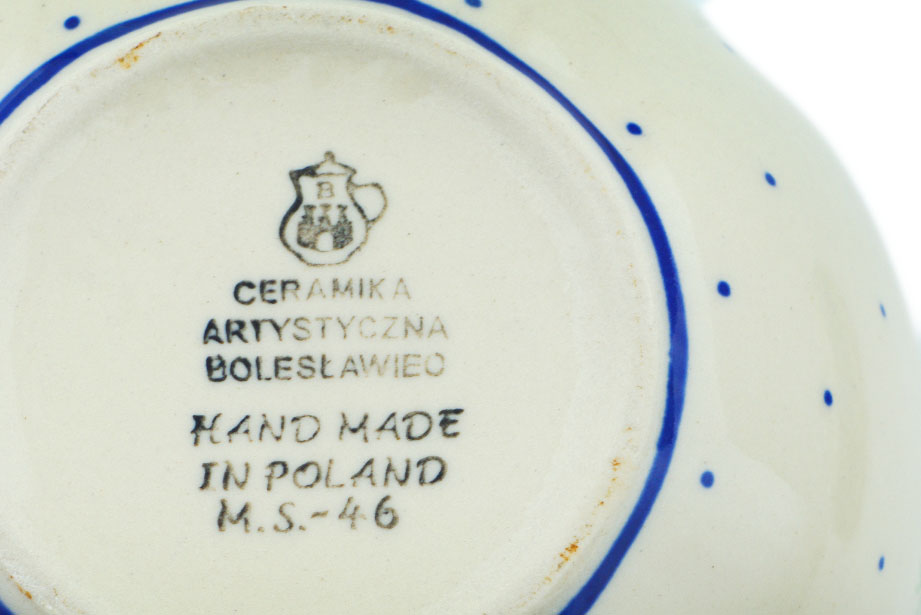 B
CERAMIKA
ARTYSTYCZNA
BOLESŁAWIEC
HAND MADE
IN POLAND
M.S.-46